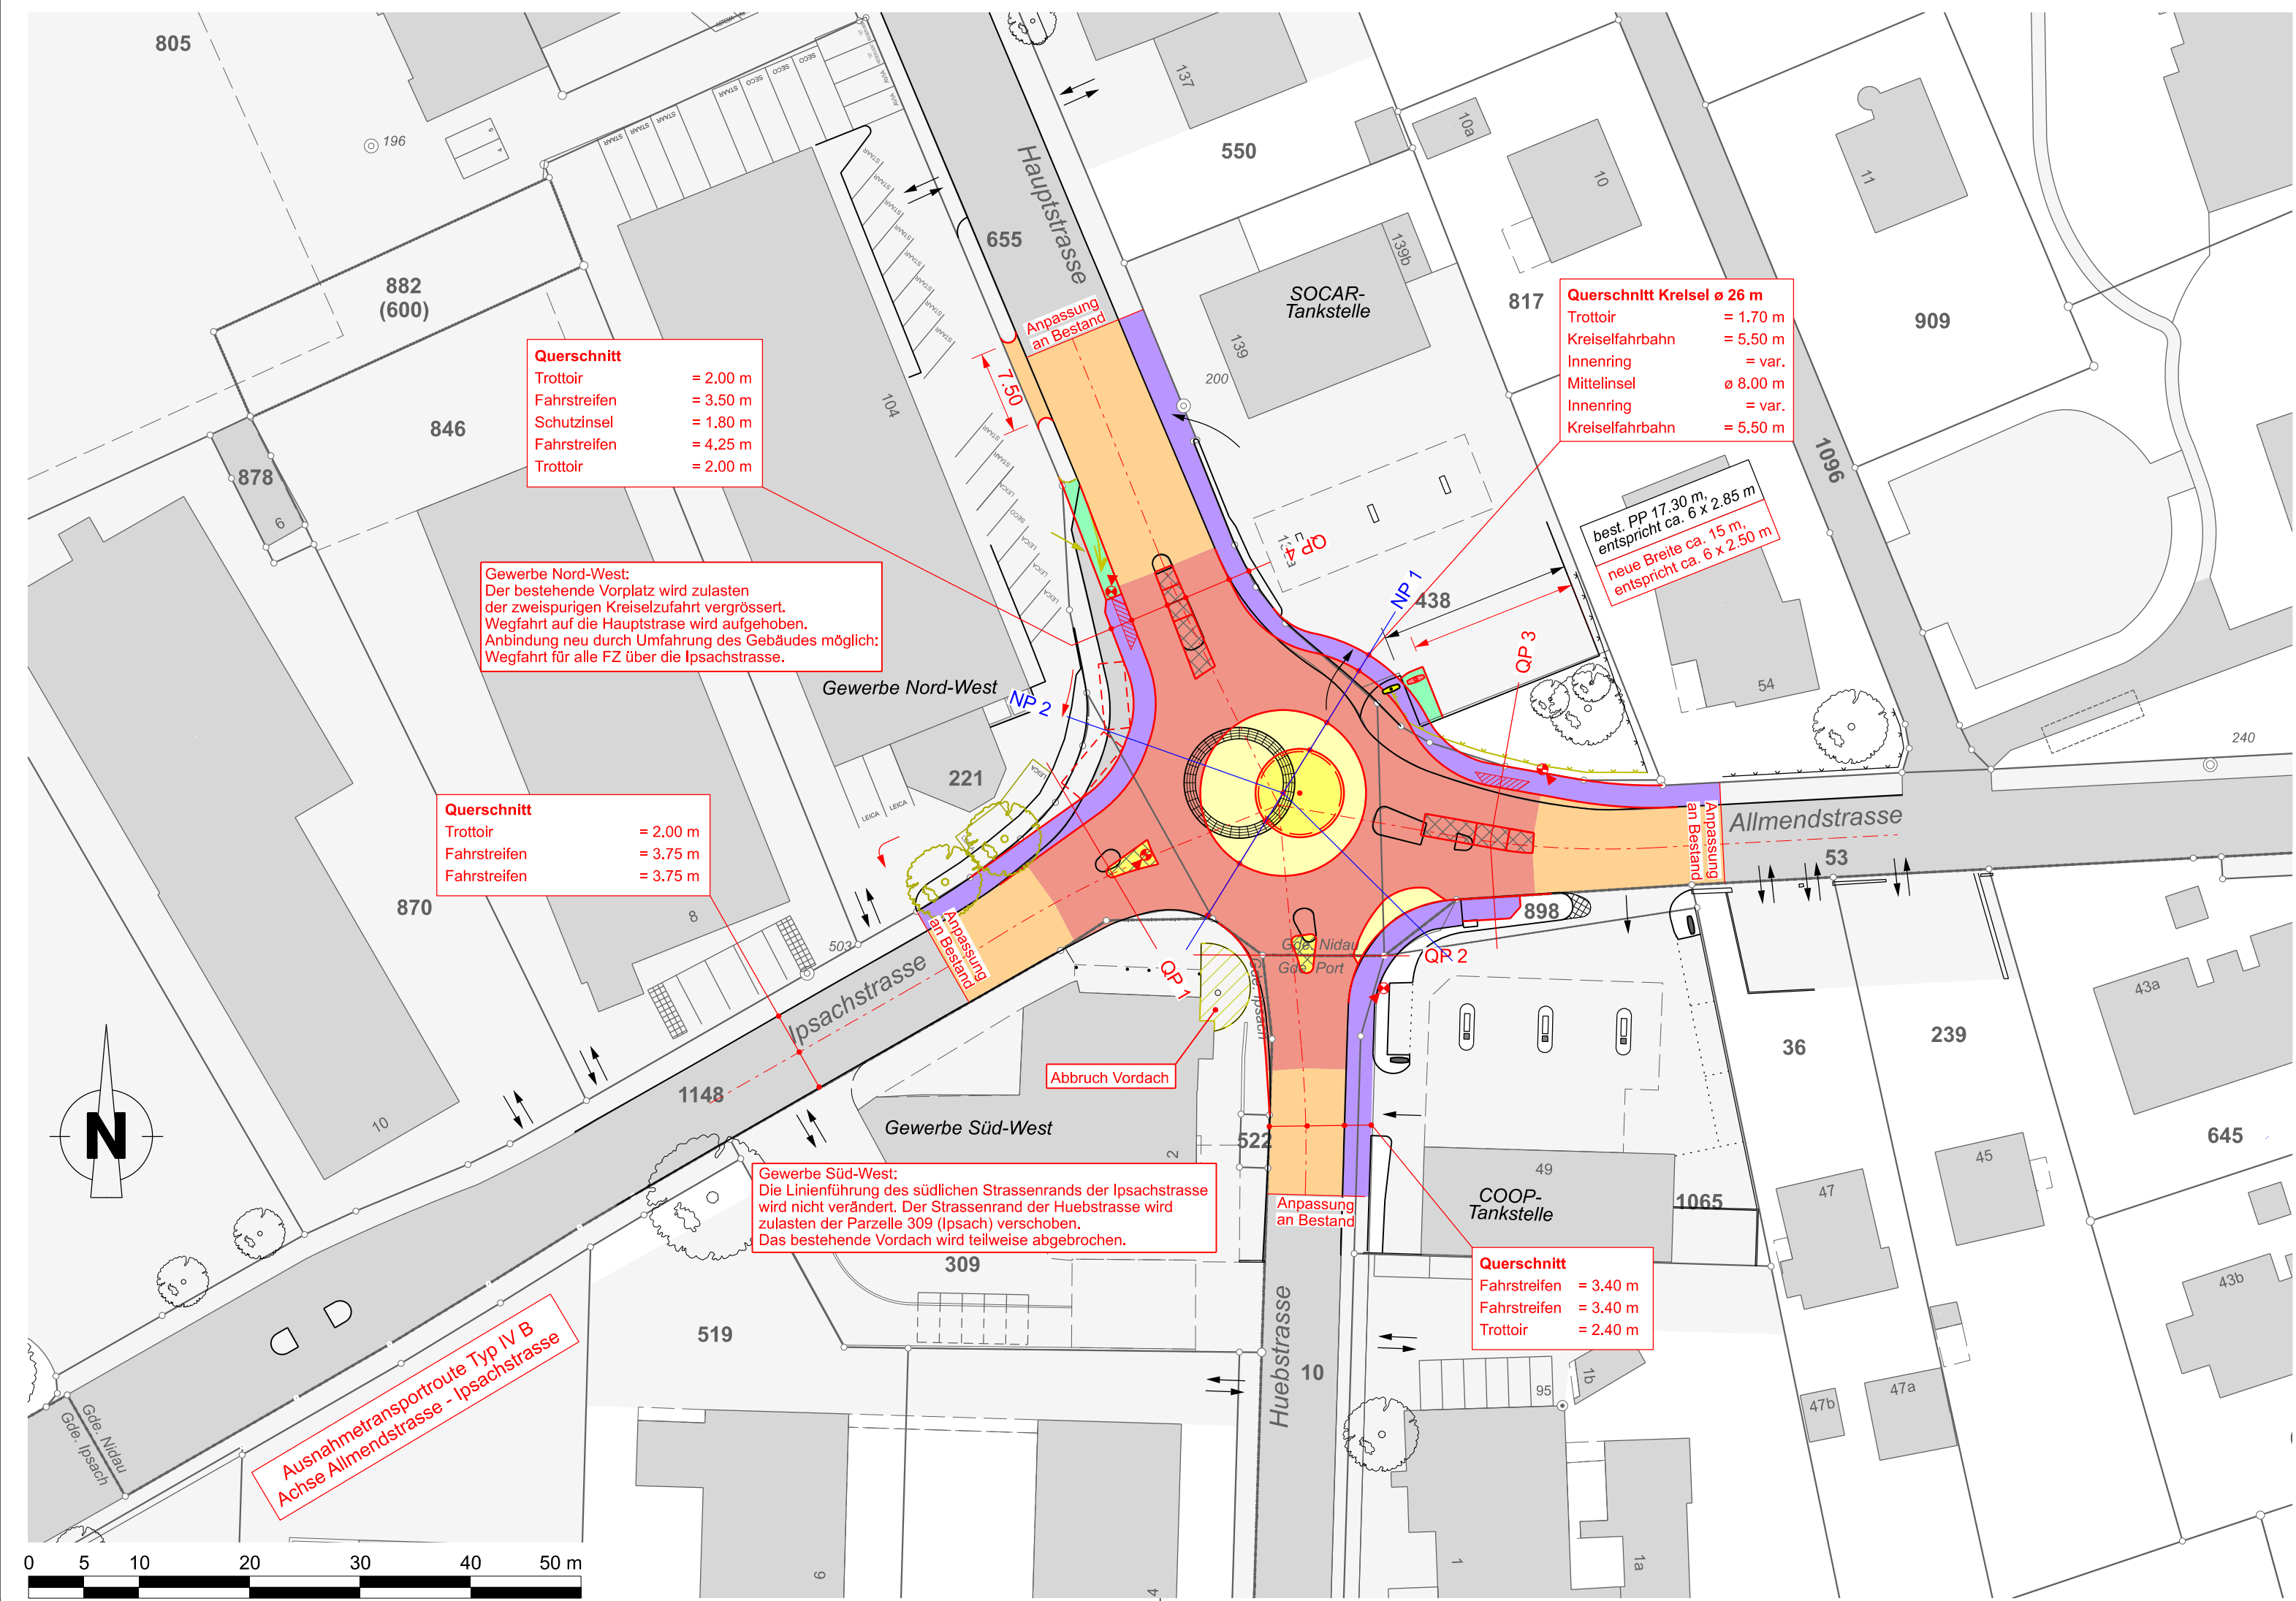 805
196
882
(600)
846
878
6
870
8
10
104
655
Hauptstrasse
137
550
10a
10
11
SOCAR-
Tankstelle
139b
139
200
817
909
1096
Anpassung
an Bestand
7.50
Querschnitt
Trottoir = 2.00 m
Fahrstreifen = 3.50 m
Schutzinsel = 1.80 m
Fahrstreifen = 4.25 m
Trottoir = 2.00 m
Querschnitt Kreisel ø 26 m
Trottoir = 1.70 m
Kreiselfahrbahn = 5.50 m
Innenring = var.
Mittelinsel ø 8.00 m
Innenring = var.
Kreiselfahrbahn = 5.50 m
best. PP 17.30 m,
entspricht ca. 6 x 2.85 m
neue Breite ca. 15 m,
entspricht ca. 6 x 2.50 m
Gewerbe Nord-West:
Der bestehende Vorplatz wird zulasten
der zweispurigen Kreiselzufahrt vergrössert.
Wegfahrt auf die Hauptstrase wird aufgehoben.
Anbindung neu durch Umfahrung des Gebäudes möglich:
Wegfahrt für alle FZ über die Ipsachstrasse.
Gewerbe Nord-West
QP 4
NP 1
438
QP 3
54
240
NP 2
221
Querschnitt
Trottoir = 2.00 m
Fahrstreifen = 3.75 m
Fahrstreifen = 3.75 m
503
Anpassung
an Bestand
Ipsachstrasse
1148
Anpassung
an Bestand
Allmendstrasse
53
898
Gde. Nidau
Gde. Port
Gde. Ipsach
QP 1
QP 2
Abbruch Vordach
Gewerbe Süd-West
2
522
Gewerbe Süd-West:
Die Linienführung des südlichen Strassenrands der Ipsachstrasse
wird nicht verändert. Der Strassenrand der Huebstrasse wird
zulasten der Parzelle 309 (Ipsach) verschoben.
Das bestehende Vordach wird teilweise abgebrochen.
Anpassung
an Bestand
309
519
49
COOP-
Tankstelle
1065
36
239
43a
645
45
47
43b
47a
47b
Querschnitt
Fahrstreifen = 3.40 m
Fahrstreifen = 3.40 m
Trottoir = 2.40 m
Huebstrasse
10
95
1b
1
1a
6
4
N
Ausnahmetransportroute Typ IV B
Achse Allmendstrasse - Ipsachstrasse
Gde. Nidau
Gde. Ipsach
0 5 10 20 30 40 50 m